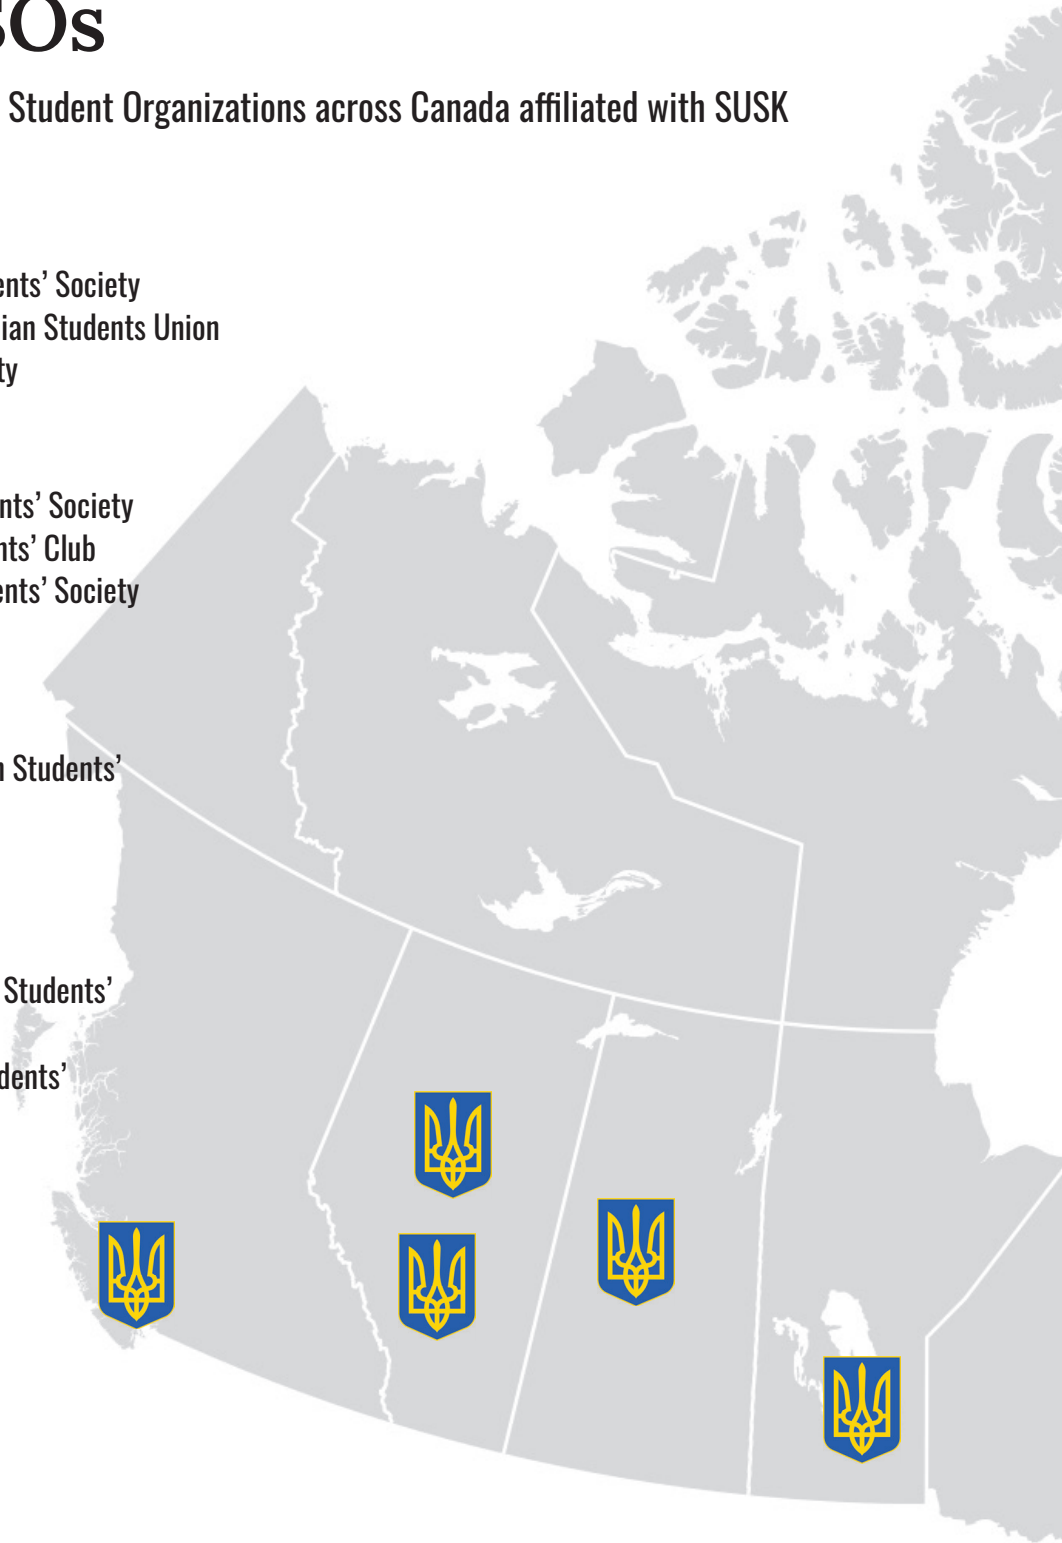 SOs
Student Organizations across Canada affiliated with SUSK
ents’ Society
ian Students Union
ty
nts’ Society
nts’ Club
ents’ Society
n Students’
Students’
dents’